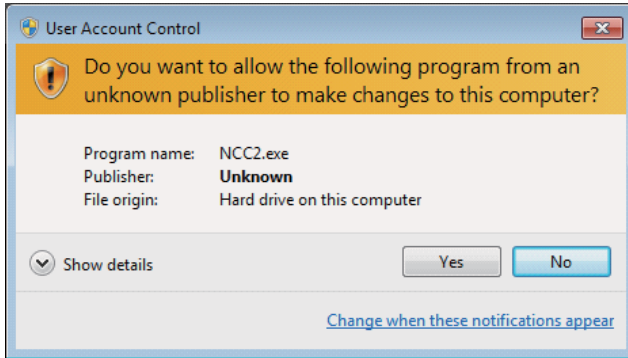 User Account Control
Do you want to allow the following program from an
unknown publisher to make changes to this computer?
Program name: NCC2.exe
Publisher: Unknown
File origin: Hard drive on this computer
Show details Yes No
Change when these notifications appear